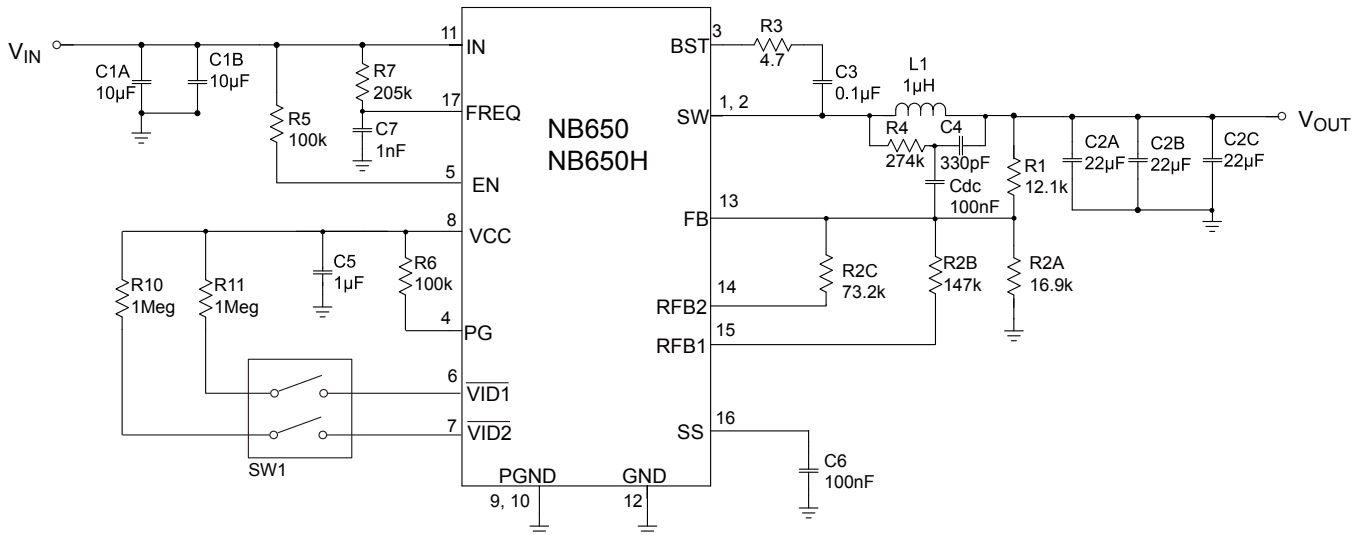 VIN
C1A
10µF
C1B
10µF
R5
100k
R7
205k
C7
1nF
11
IN
17
FREQ
5
EN
8
VCC
4
PG
6
VID1
7
VID2
NB650
NB650H
R10
1Meg
R11
1Meg
C5
1µF
R6
100k
SW1
PGND
9, 10
GND
12
BST
3
SW
1, 2
FB
13
RFB2
14
RFB1
15
SS
16
R3
4.7
C3
0.1µF
L1
1µH
R4
274k
C4
330pF
Cdc
100nF
R1
12.1k
C2A
22µF
C2B
22µF
C2C
22µF
VOUT
R2C
73.2k
R2B
147k
R2A
16.9k
C6
100nF